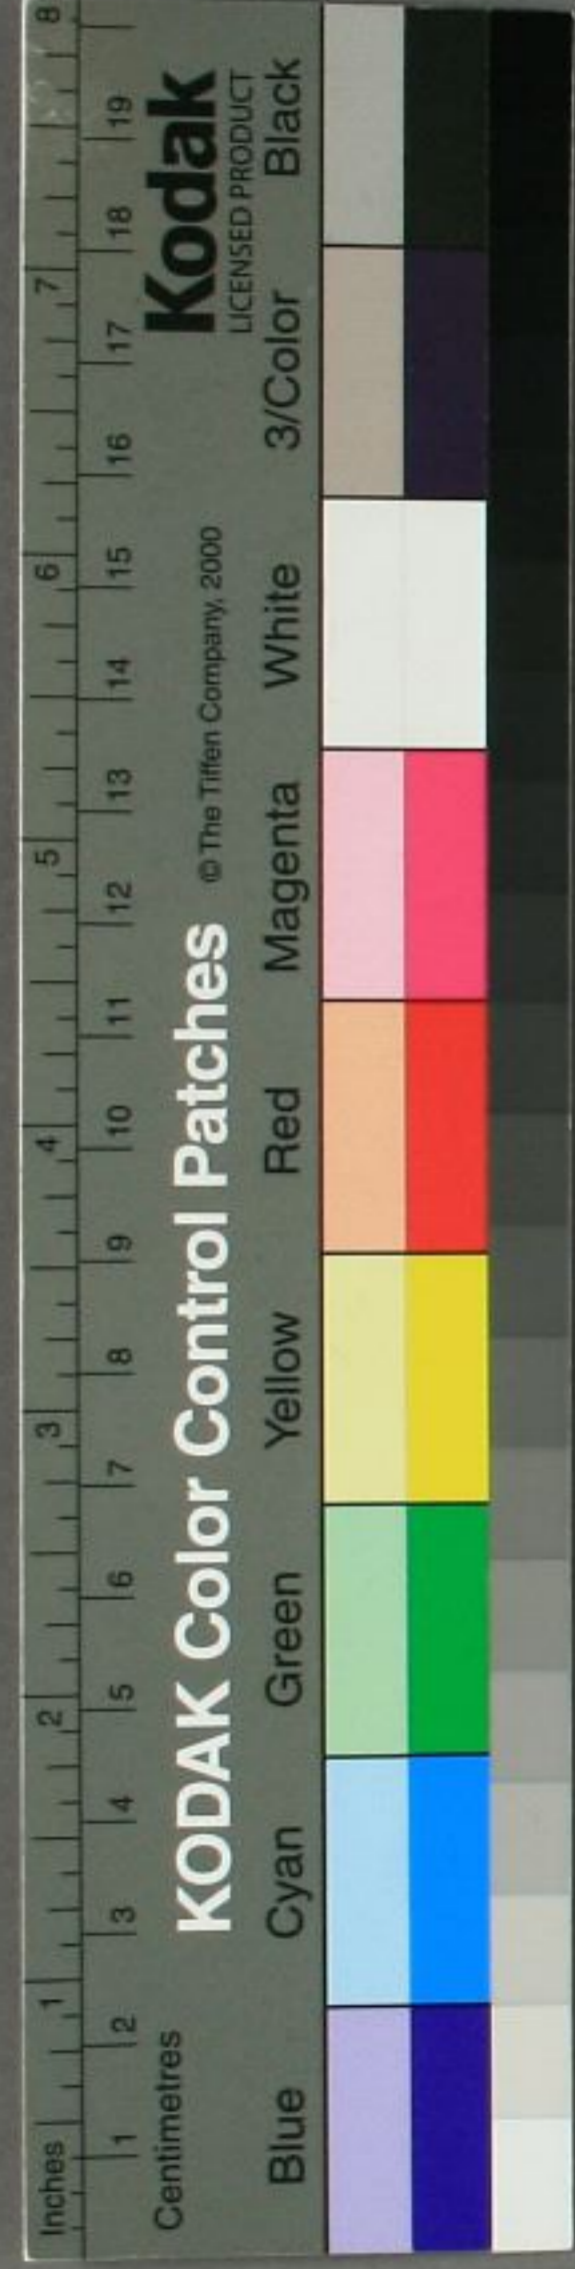 Inches 1 2 3 4 5 6 7 8
1 2 3 4 5 6 7 8 9 10 11 12 13 14 15 16 17 18 19
Centimetres
KODAK Color Control Patches © The Tiffen Company, 2000
Kodak
LICENSED PRODUCT
Blue Cyan Green Yellow Red Magenta White 3/Color Black